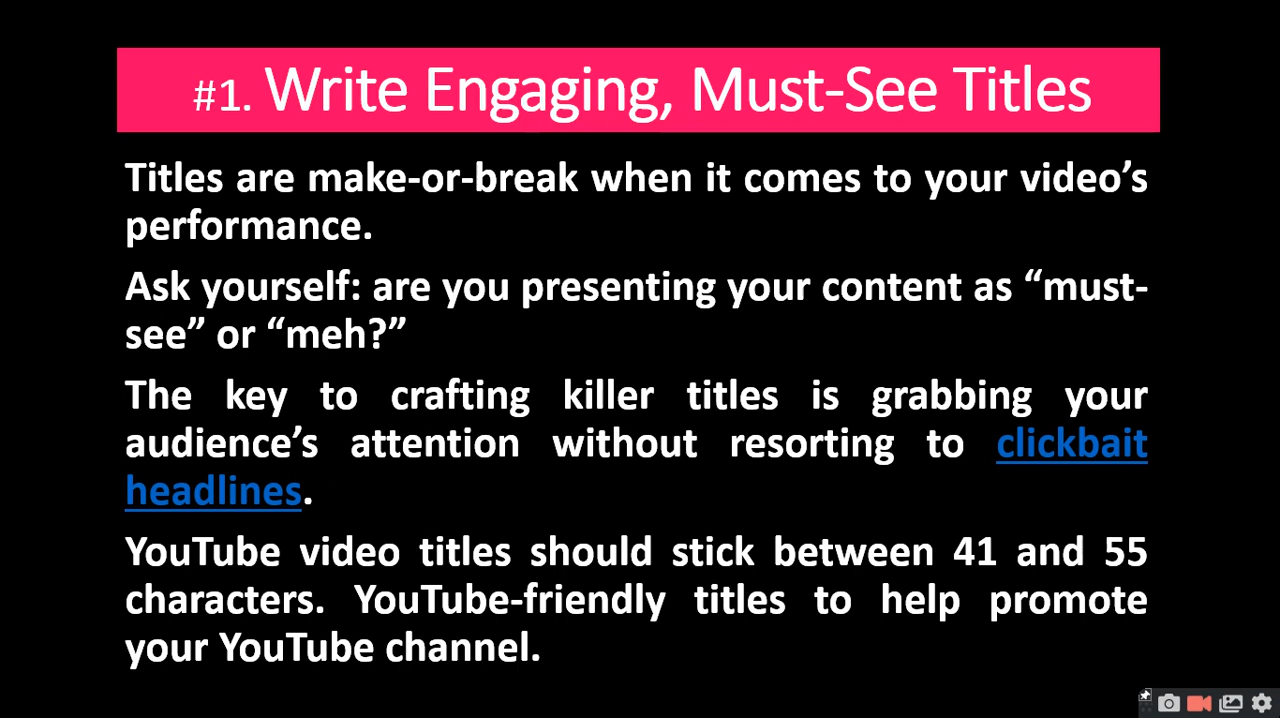 #1. Write Engaging, Must-See Titles
Titles are make-or-break when it comes to your video’s
performance.
Ask yourself: are you presenting your content as “must-
see” or “meh?”
The key to crafting killer titles is grabbing your
audience’s attention without resorting to clickbait
headlines.
YouTube video titles should stick between 41 and 55
characters. YouTube-friendly titles to help promote
your YouTube channel.